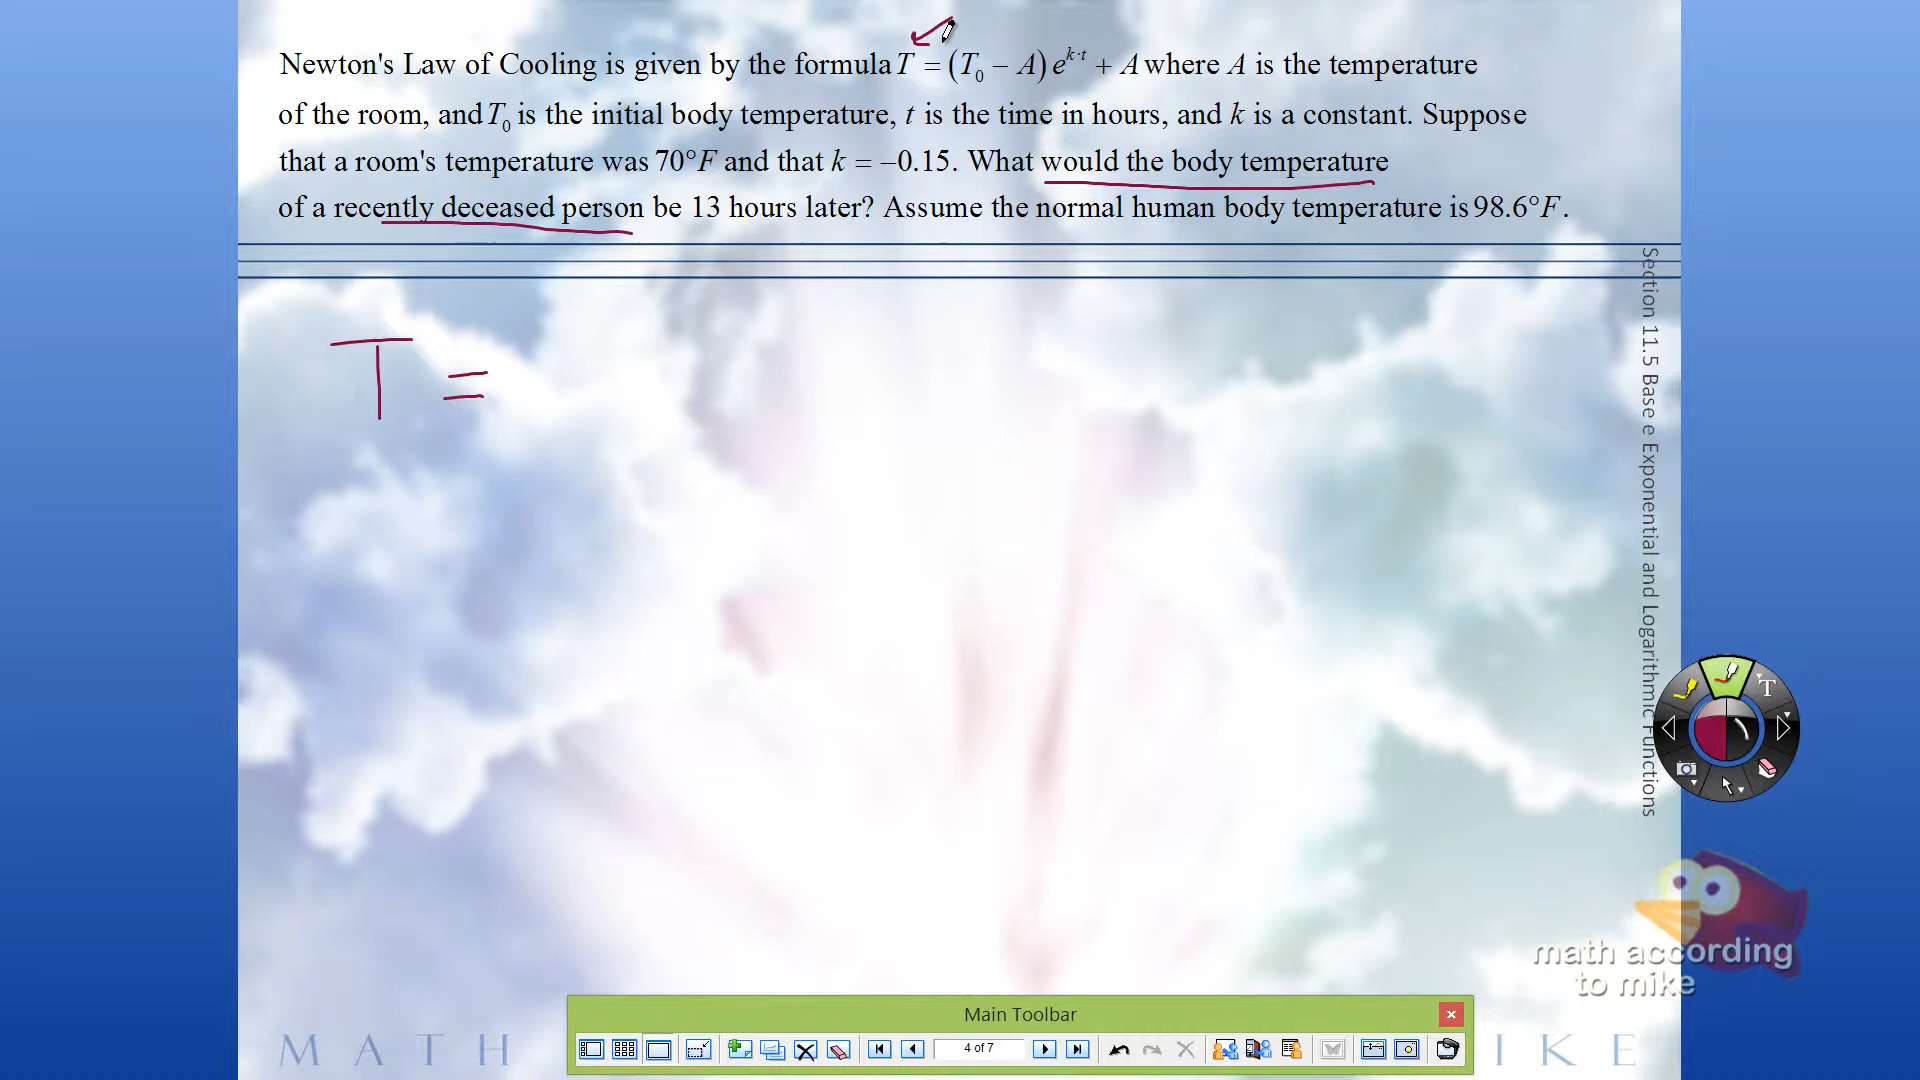 Newton's Law of Cooling is given by the formula T = (T₀ − A) e^{k·t} + A where A is the temperature
of the room, and T₀ is the initial body temperature, t is the time in hours, and k is a constant. Suppose
that a room's temperature was 70°F and that k = −0.15. What would the body temperature
of a recently deceased person be 13 hours later? Assume the normal human body temperature is 98.6°F.
Section 11.5 Base e Exponential and Logarithmic Functions
T =
T
math according
to mike
Main Toolbar
4 of 7
MATH
IKE